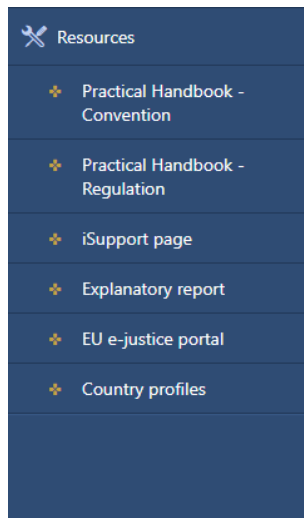 Resources
Practical Handbook -
Convention
Practical Handbook -
Regulation
iSupport page
Explanatory report
EU e-justice portal
Country profiles